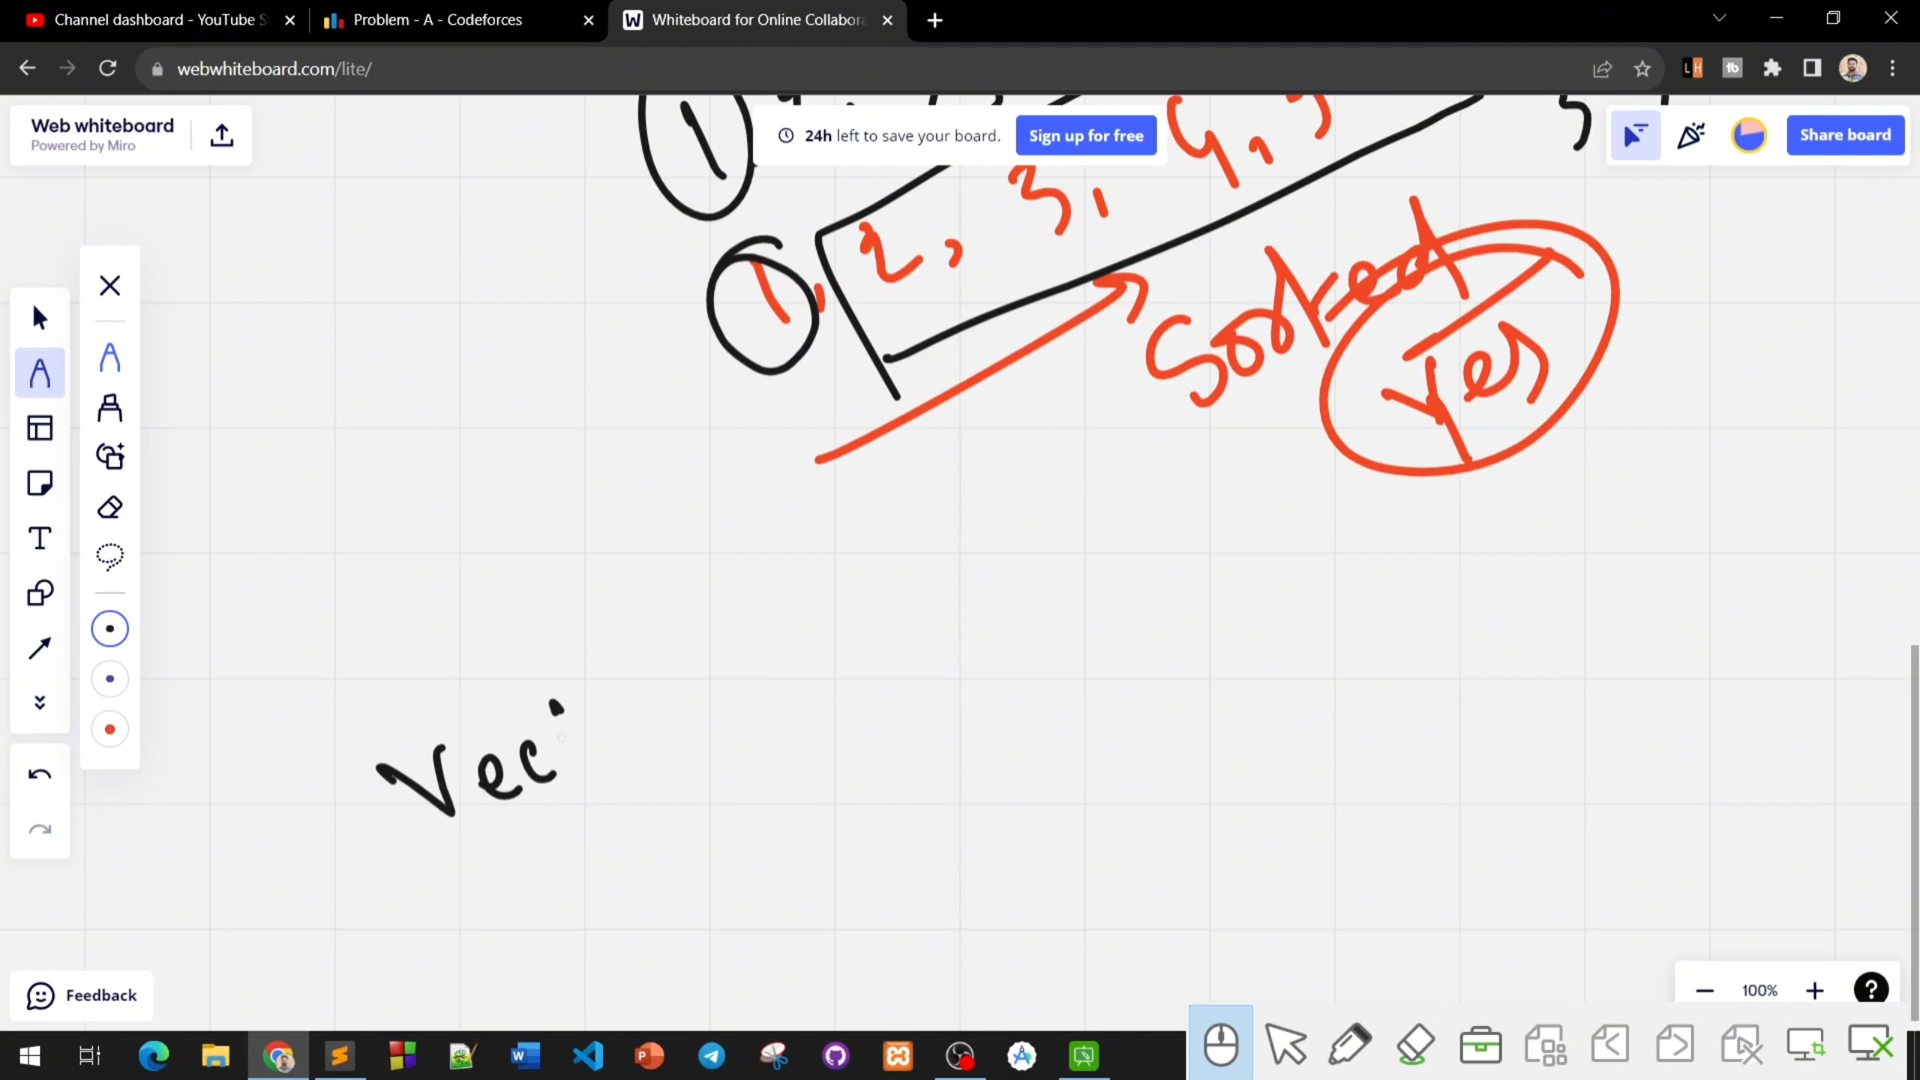 Channel dashboard - YouTube S
Problem - A - Codeforces
Whiteboard for Online Collabora
webwhiteboard.com/lite/
Web whiteboard
Powered by Miro
24h left to save your board.
Sign up for free
Share board
1
1, 2, 3, 4, 5
Sorted
Yes
Vec
Feedback
100%